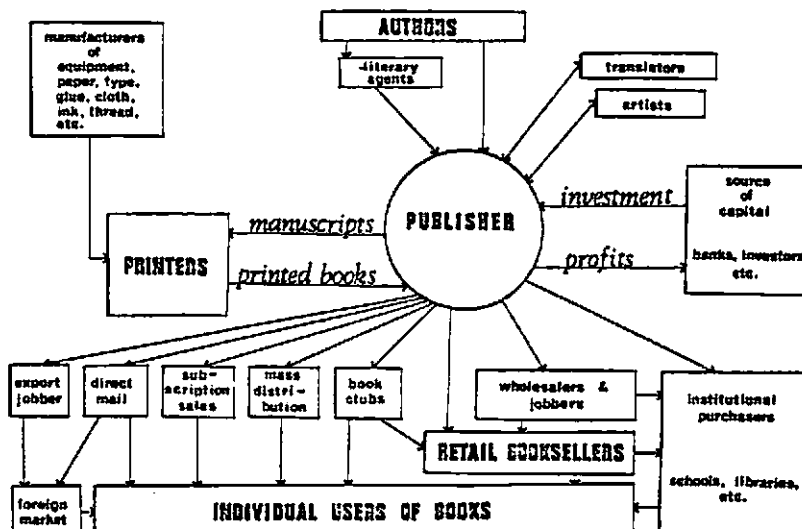 AUTHORS
manufacturers
of
equipment,
paper, type,
glue, cloth,
ink, thread,
etc.
literary
agents
translators
artists
PUBLISHER
investment
source
of
capital
banks, investors
etc.
profits
manuscripts
PRINTERS
printed books
export
jobber
direct
mail
sub-
scription
sales
mass
distri-
bution
book
clubs
wholesalers &
jobbers
institutional
purchasers
schools, libraries,
etc.
RETAIL BOOKSELLERS
foreign
market
INDIVIDUAL USERS OF BOOKS